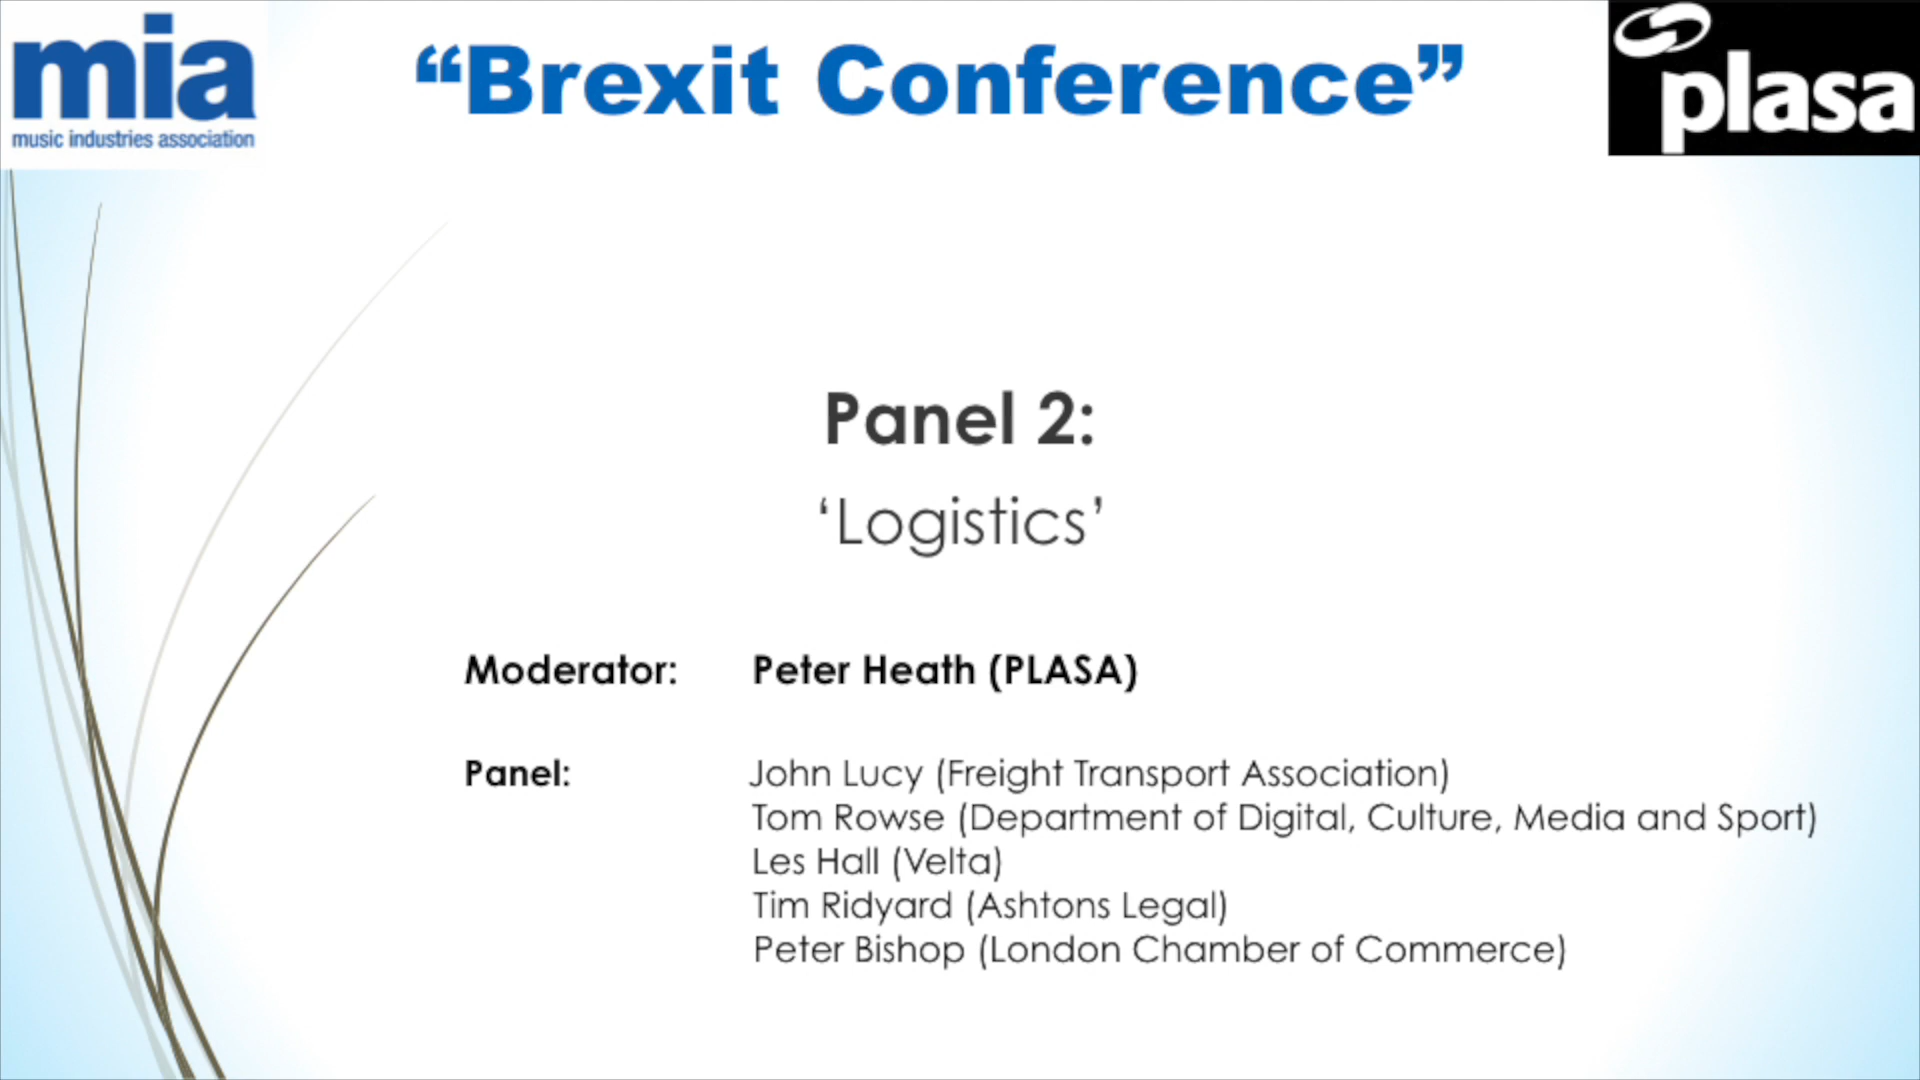 mia
music industries association
“Brexit Conference”
plasa
Panel 2:
‘Logistics’
Moderator: Peter Heath (PLASA)
Panel: John Lucy (Freight Transport Association)
Tom Rowse (Department of Digital, Culture, Media and Sport)
Les Hall (Velta)
Tim Ridyard (Ashtons Legal)
Peter Bishop (London Chamber of Commerce)